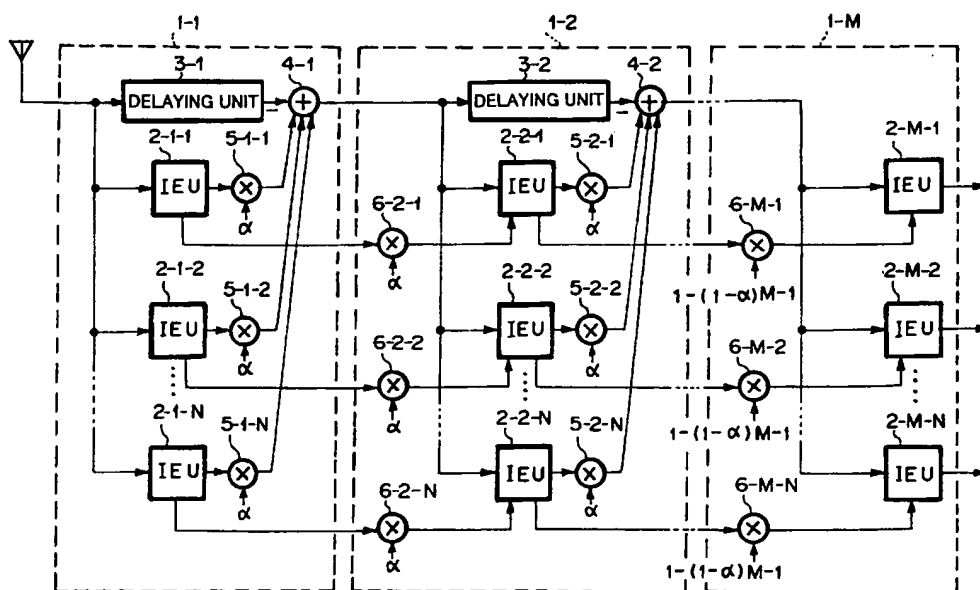 1-1
1-2
1-M
3-1
4-1
3-2
4-2
DELAYING UNIT
+
−
DELAYING UNIT
+
−
2-1-1
5-1-1
2-2-1
5-2-1
2-M-1
IEU
×
α
6-2-1
×
α
IEU
×
α
6-M-1
×
1-(1-α)M-1
IEU
2-1-2
5-1-2
2-2-2
5-2-2
2-M-2
IEU
×
α
6-2-2
×
α
IEU
×
α
6-M-2
×
1-(1-α)M-1
IEU
2-1-N
5-1-N
2-2-N
5-2-N
2-M-N
IEU
×
α
6-2-N
×
α
IEU
×
α
6-M-N
×
1-(1-α)M-1
IEU